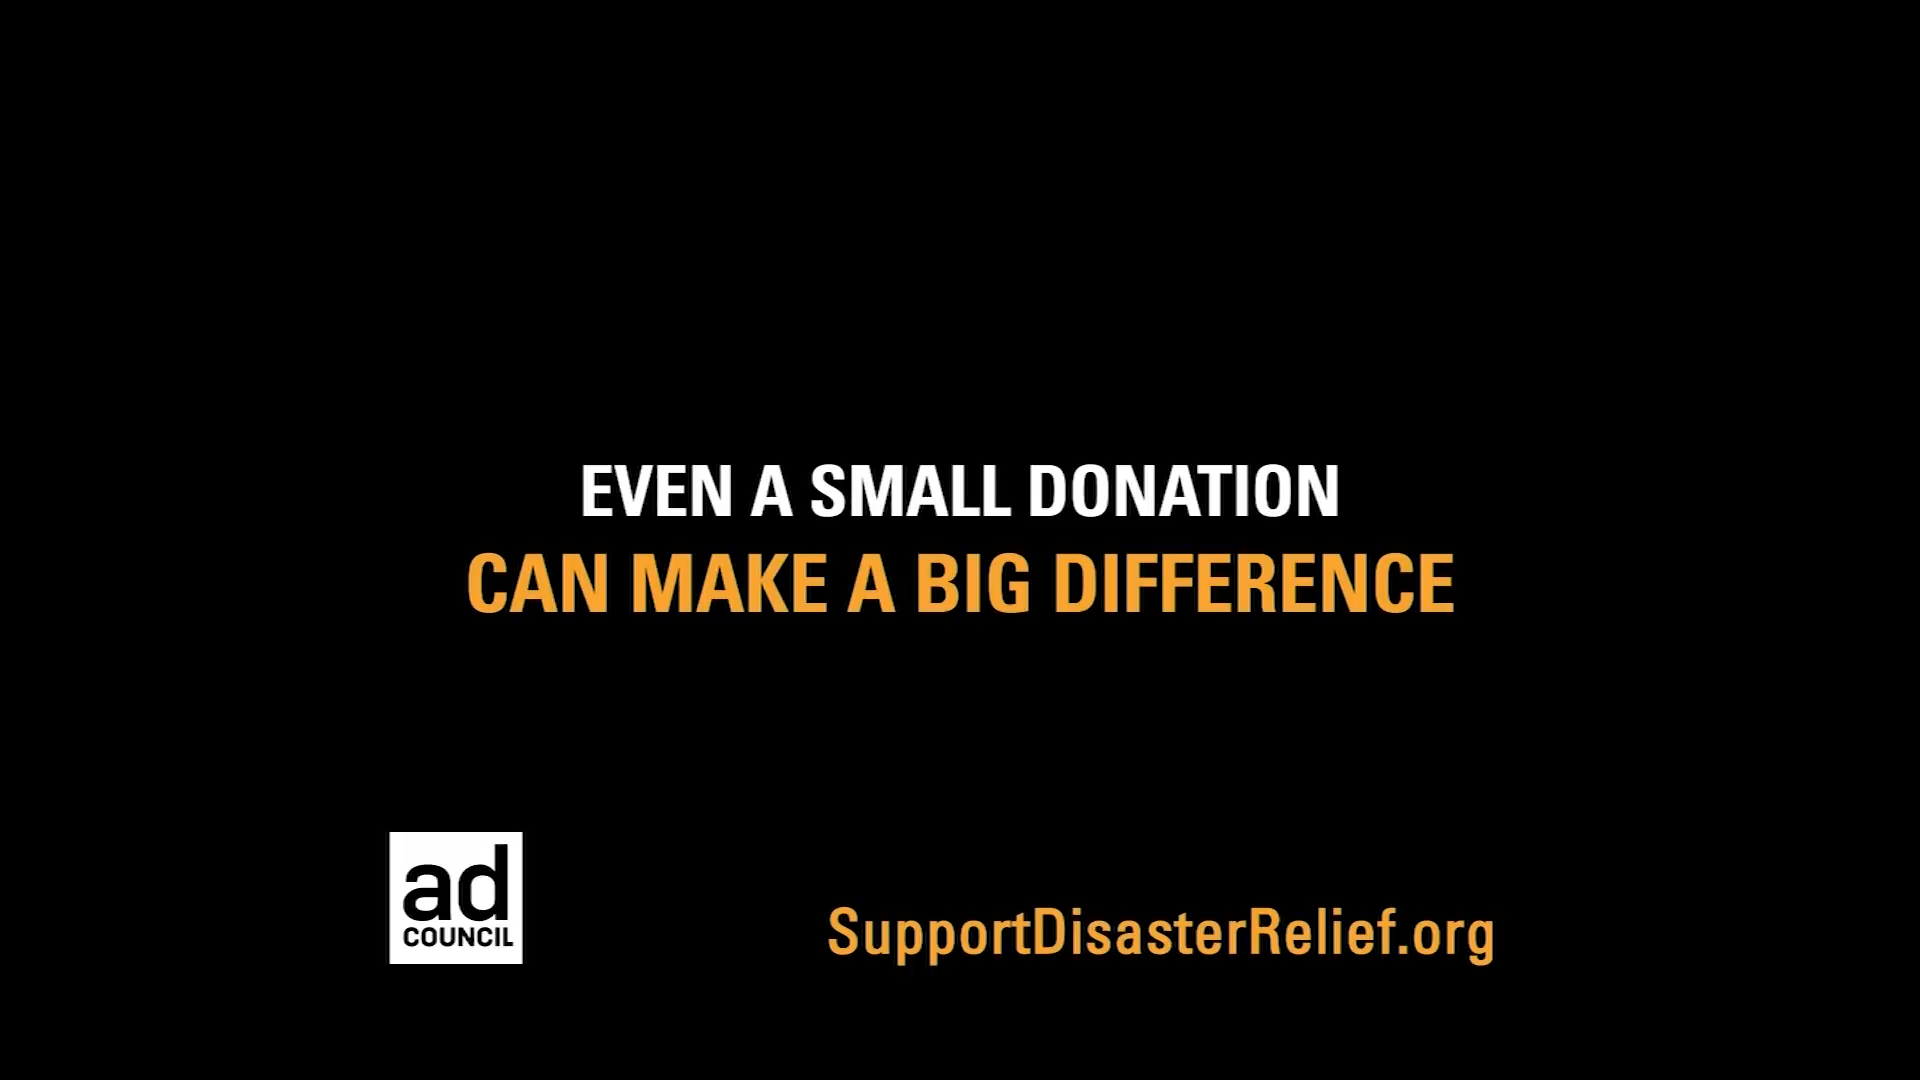 EVEN A SMALL DONATION
CAN MAKE A BIG DIFFERENCE
ad
COUNCIL
SupportDisasterRelief.org